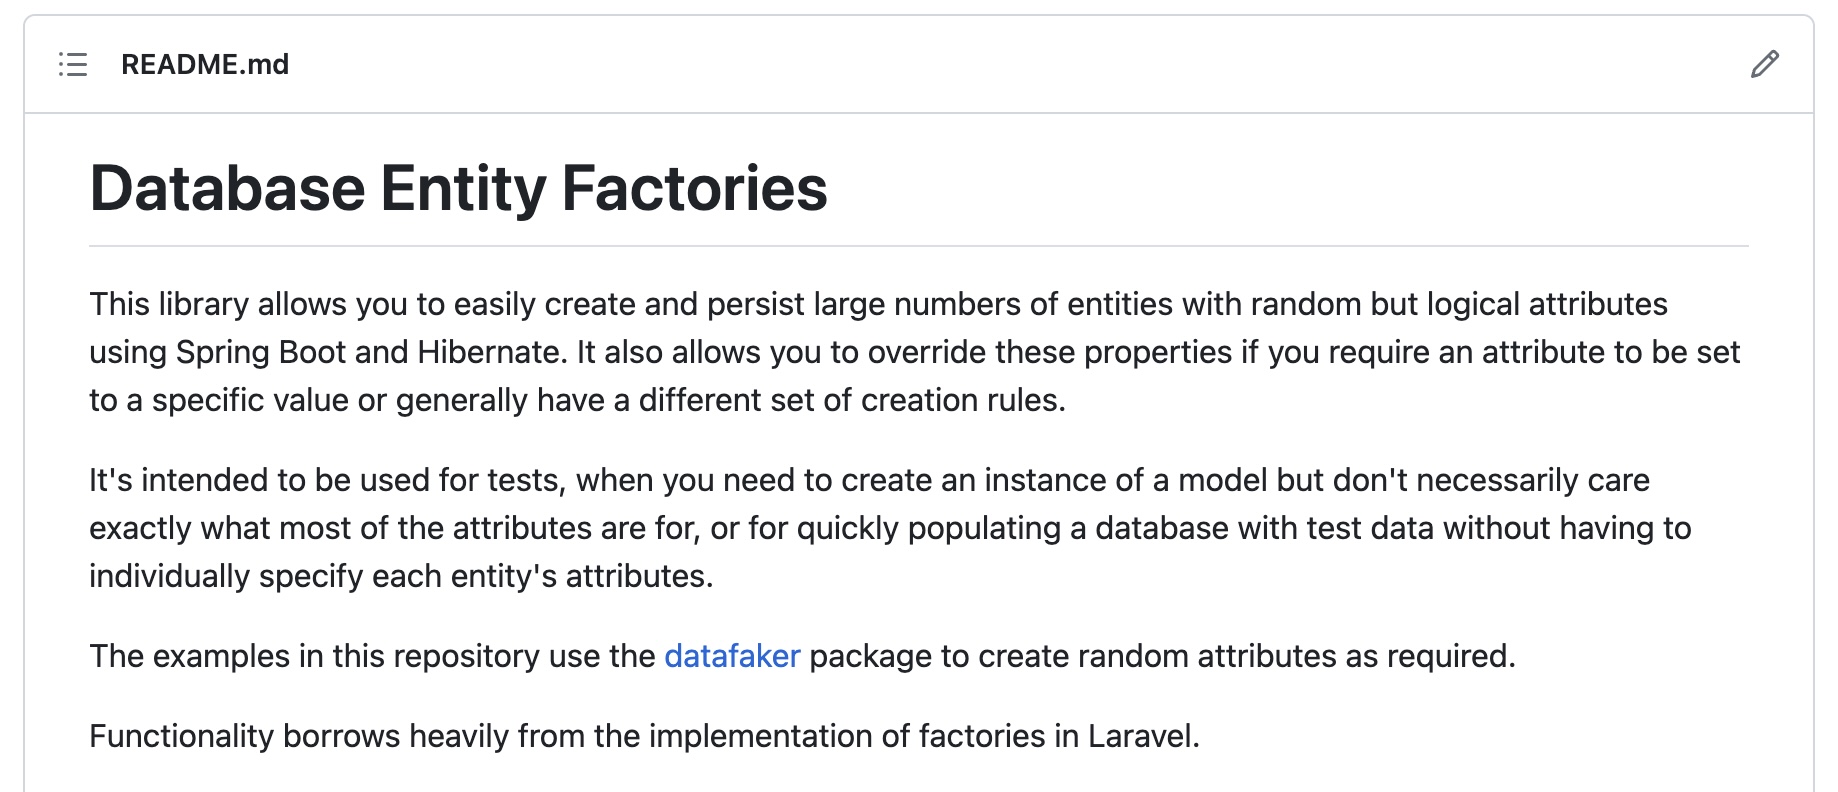 README.md
Database Entity Factories
This library allows you to easily create and persist large numbers of entities with random but logical attributes
using Spring Boot and Hibernate. It also allows you to override these properties if you require an attribute to be set
to a specific value or generally have a different set of creation rules.
It's intended to be used for tests, when you need to create an instance of a model but don't necessarily care
exactly what most of the attributes are for, or for quickly populating a database with test data without having to
individually specify each entity's attributes.
The examples in this repository use the datafaker package to create random attributes as required.
Functionality borrows heavily from the implementation of factories in Laravel.